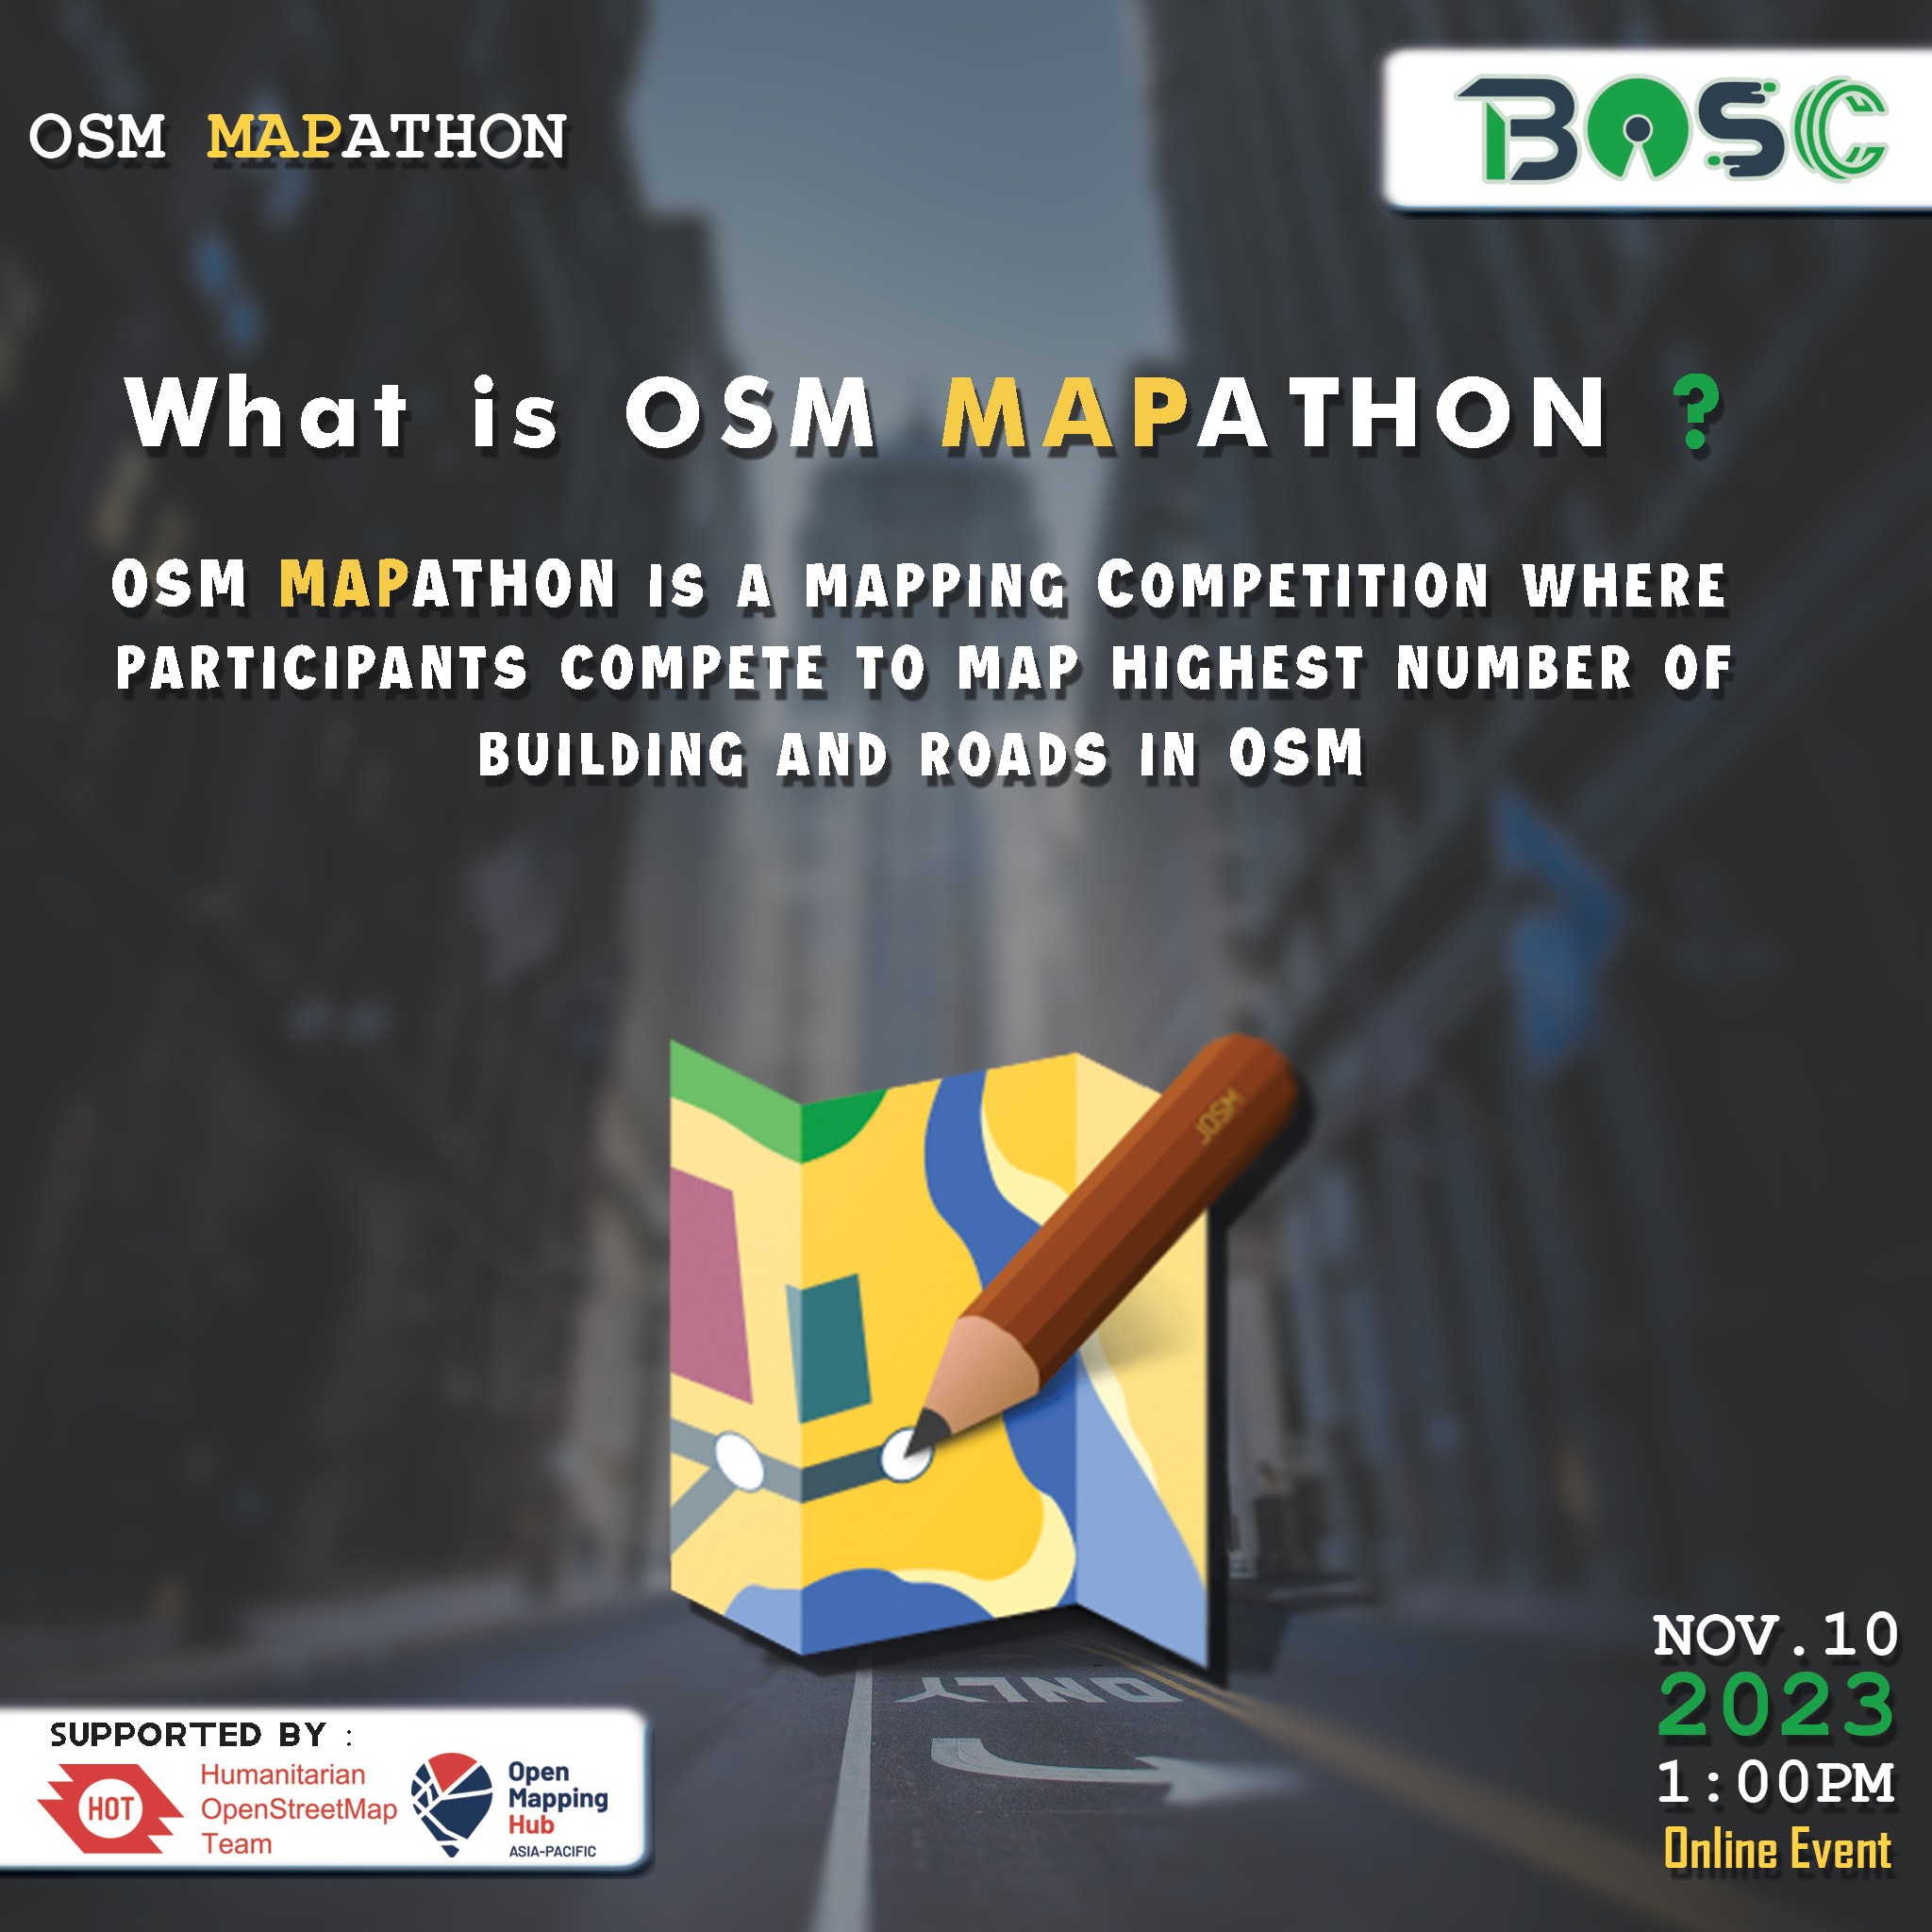 OSM MAPATHON
BOSC
What is OSM MAPATHON ?
OSM MAPATHON IS A MAPPING COMPETITION WHERE
PARTICIPANTS COMPETE TO MAP HIGHEST NUMBER OF
BUILDING AND ROADS IN OSM
JOSM
ONLY
NOV.10
2023
1:00PM
Online Event
SUPPORTED BY :
HOT
Humanitarian
OpenStreetMap
Team
Open
Mapping
Hub
ASIA-PACIFIC